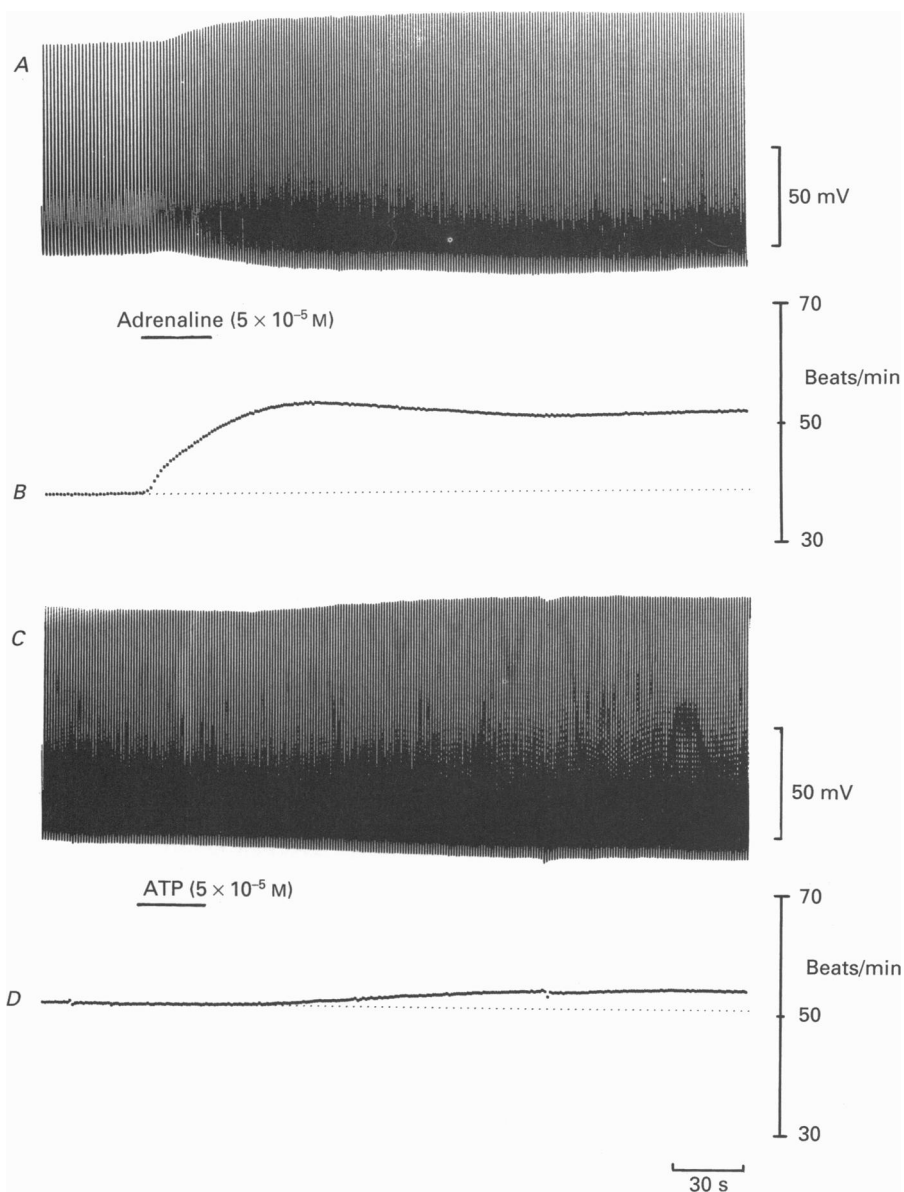 A
50 mV
Adrenaline (5 × 10⁻⁵ M)
70
Beats/min
50
B
30
C
50 mV
ATP (5 × 10⁻⁵ M)
70
Beats/min
D
50
30
30 s